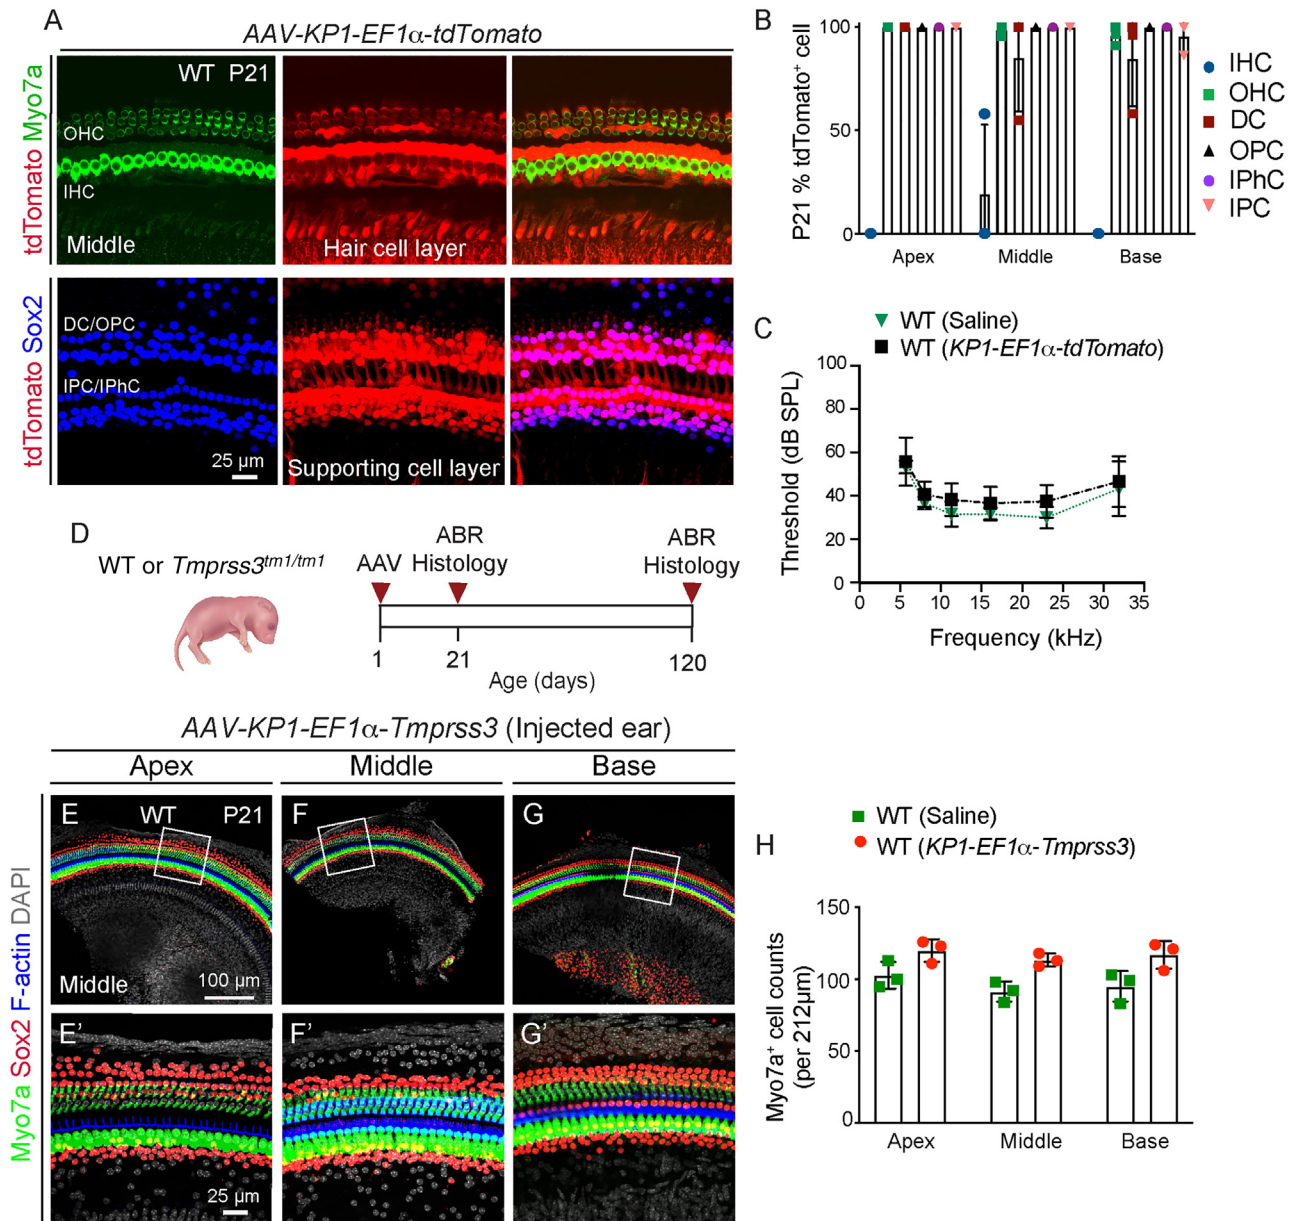 A
AAV-KP1-EF1α-tdTomato
tdTomato Myo7a
WT P21
OHC
IHC
Middle
Hair cell layer
tdTomato Sox2
DC/OPC
IPC/IPhC
25 µm
Supporting cell layer
B
P21 % tdTomato⁺ cell
100
50
0
Apex
Middle
Base
IHC
OHC
DC
OPC
IPhC
IPC
C
WT (Saline)
WT (KP1-EF1α-tdTomato)
Threshold (dB SPL)
100
80
60
40
20
0
0 5 10 15 20 25 30 35
Frequency (kHz)
D
WT or Tmprss3tm1/tm1
AAV
ABR
Histology
ABR
Histology
1
21
120
Age (days)
AAV-KP1-EF1α-Tmprss3 (Injected ear)
Apex
Middle
Base
Myo7a Sox2 F-actin DAPI
E
WT P21
Middle
100 µm
F
G
E’
25 µm
F’
G’
H
WT (Saline)
WT (KP1-EF1α-Tmprss3)
Myo7a⁺ cell counts
(per 212µm)
150
100
50
0
Apex
Middle
Base